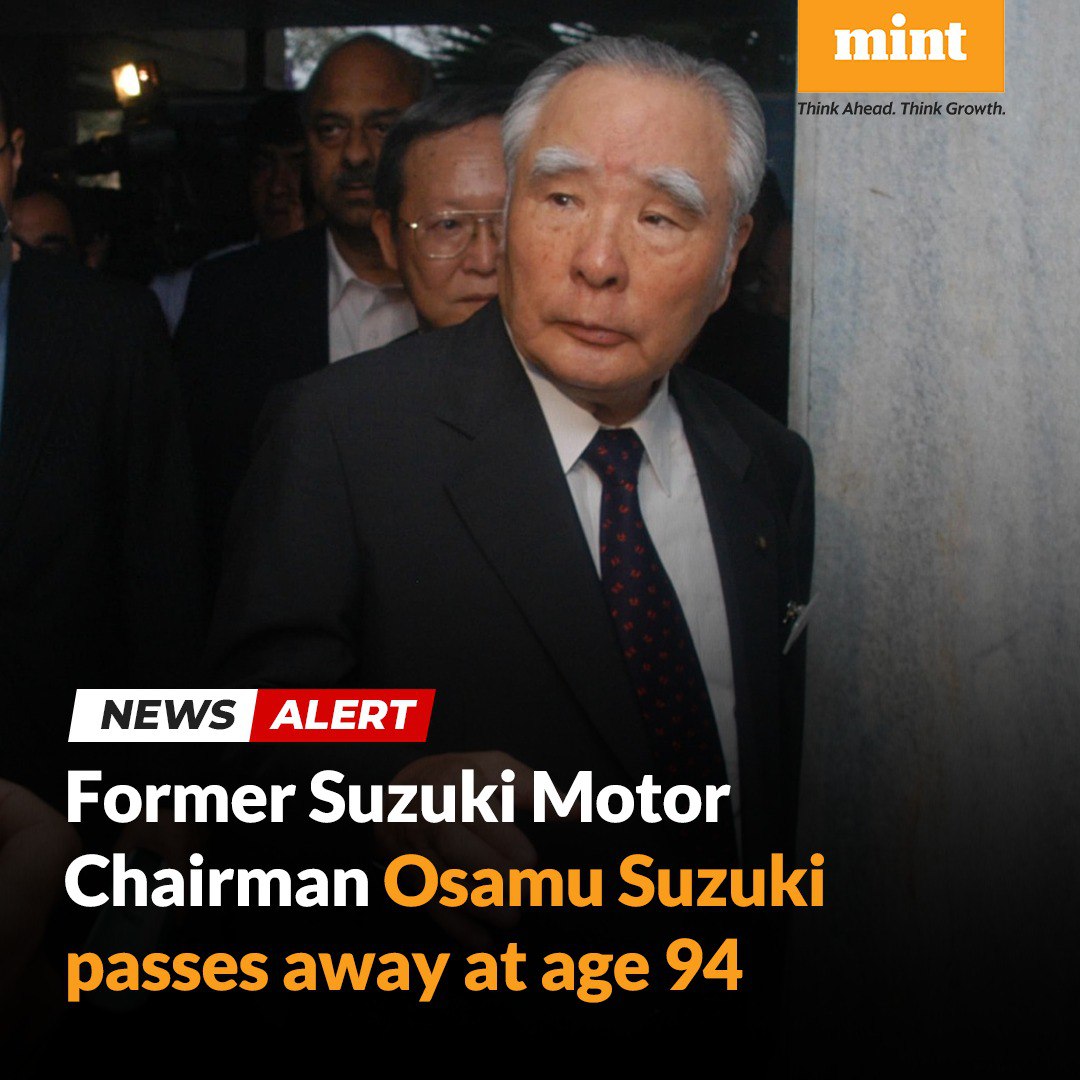 mint
Think Ahead. Think Growth.
NEWS ALERT
Former Suzuki Motor
Chairman Osamu Suzuki
passes away at age 94